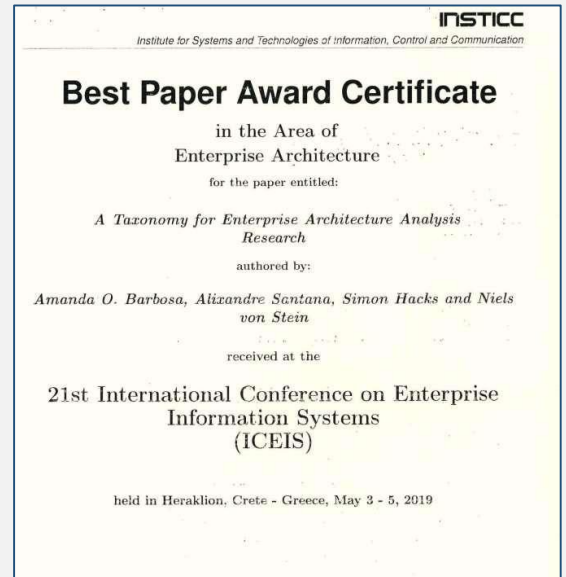 INSTICC
Institute for Systems and Technologies of Information, Control and Communication
Best Paper Award Certificate
in the Area of
Enterprise Architecture
for the paper entitled:
A Taxonomy for Enterprise Architecture Analysis
Research
authored by:
Amanda O. Barbosa, Alixandre Santana, Simon Hacks and Niels
von Stein
received at the
21st International Conference on Enterprise
Information Systems
(ICEIS)
held in Heraklion, Crete - Greece, May 3 - 5, 2019